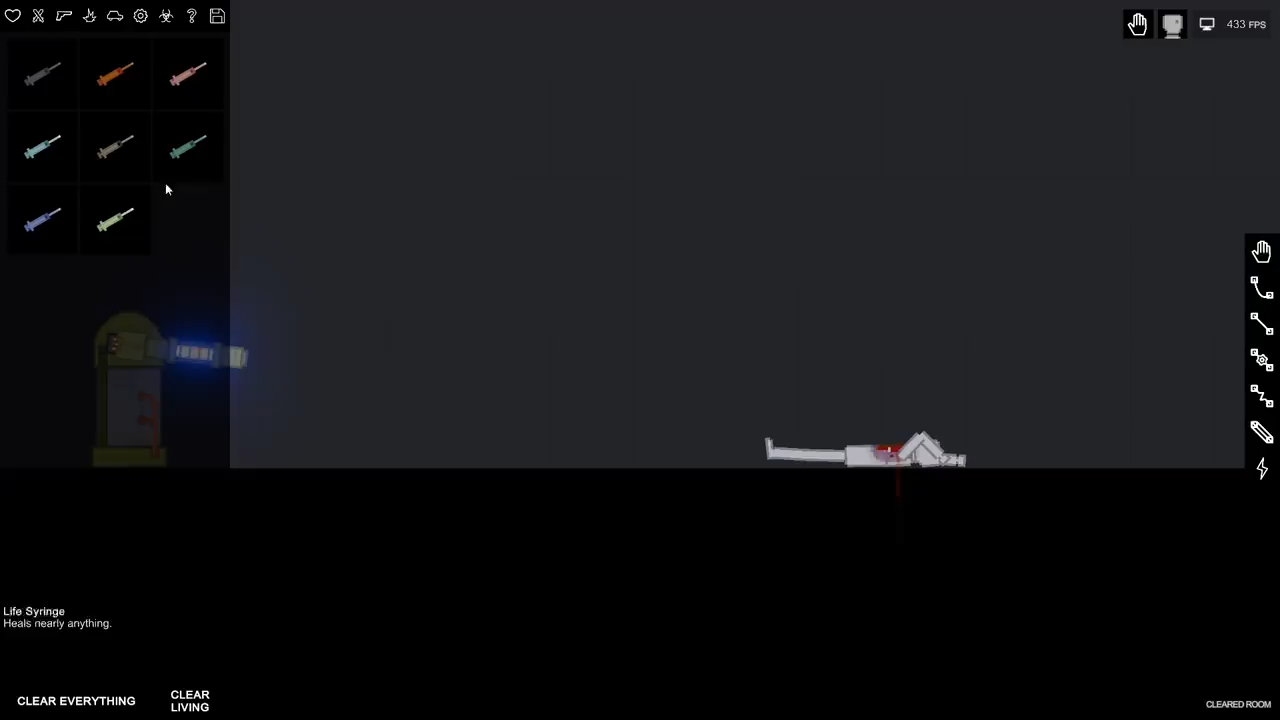 433 FPS
Life Syringe
Heals nearly anything.
CLEAR EVERYTHING
CLEAR
LIVING
CLEARED ROOM